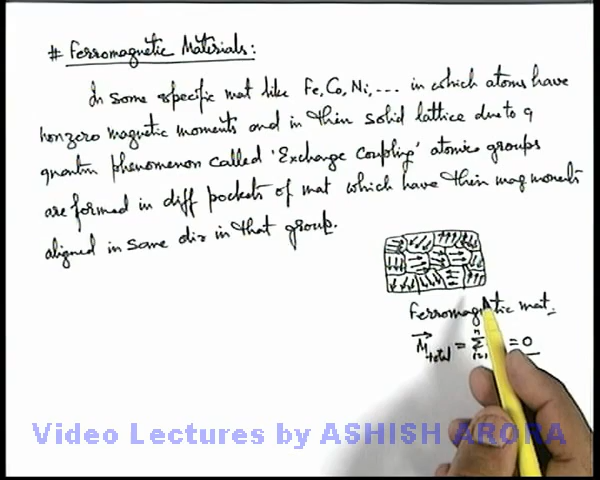 # Ferromagnetic Materials:
In some specific mat like Fe, Co, Ni, ... in which atoms have
nonzero magnetic moments and in their solid lattice due to a
quantm phenomenon called 'Exchange Coupling' atomic groups
are formed in diff pockets of mat which have their mag moments
aligned in same dir in that group.
Ferromagnetic mat.
M total = Σ = 0
Video Lectures by ASHISH ARORA